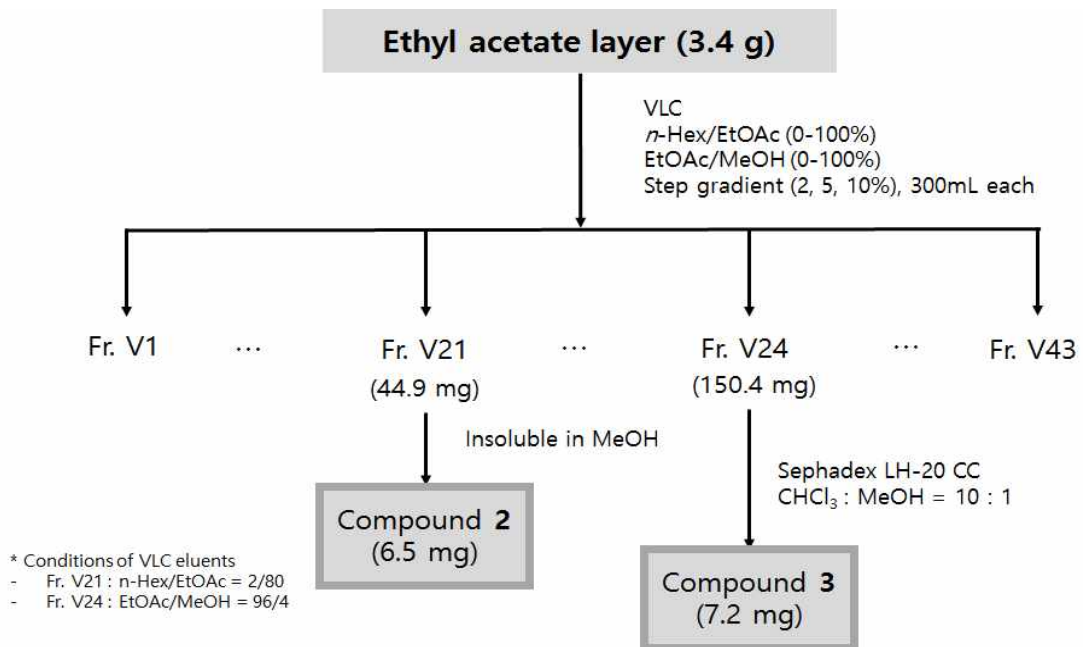 Ethyl acetate layer (3.4 g)
VLC
n-Hex/EtOAc (0-100%)
EtOAc/MeOH (0-100%)
Step gradient (2, 5, 10%), 300mL each
Fr. V1 ... Fr. V21 ... Fr. V24 ... Fr. V43
(44.9 mg) (150.4 mg)
Insoluble in MeOH
Sephadex LH-20 CC
CHCl₃ : MeOH = 10 : 1
Compound 2
(6.5 mg)
Compound 3
(7.2 mg)
* Conditions of VLC eluents
- Fr. V21 : n-Hex/EtOAc = 2/80
- Fr. V24 : EtOAc/MeOH = 96/4